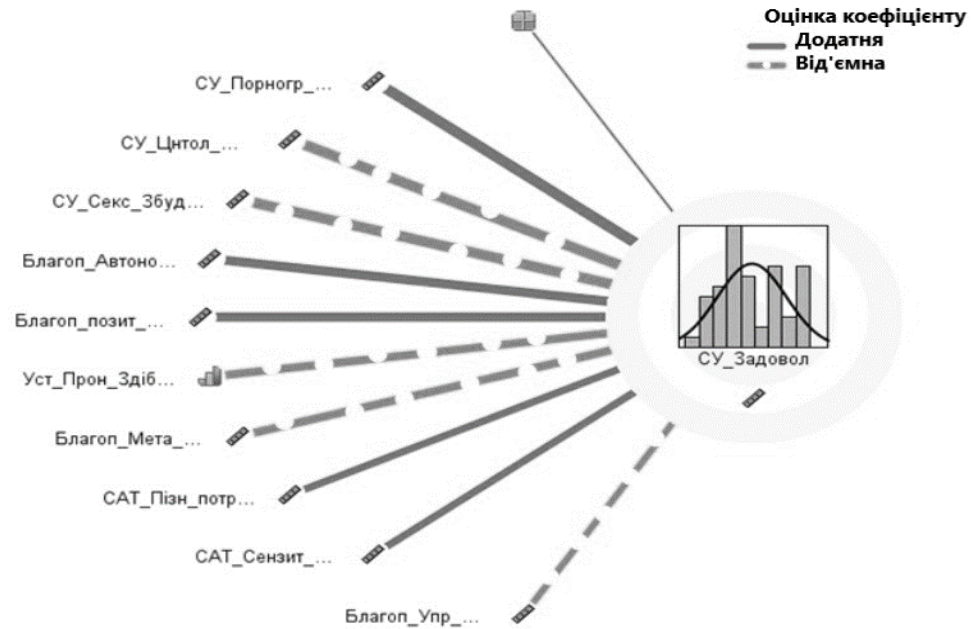 Оцінка коефіцієнту
Додатня
Від'ємна
СУ_Порногр_...
СУ_Цнтол_...
СУ_Секс_Збуд...
Благоп_Автоно...
Благоп_позит_...
Уст_Прон_Здіб...
Благоп_Мета_...
САТ_Пізн_потр...
САТ_Сензит_...
Благоп_Упр_...
СУ_Задовол